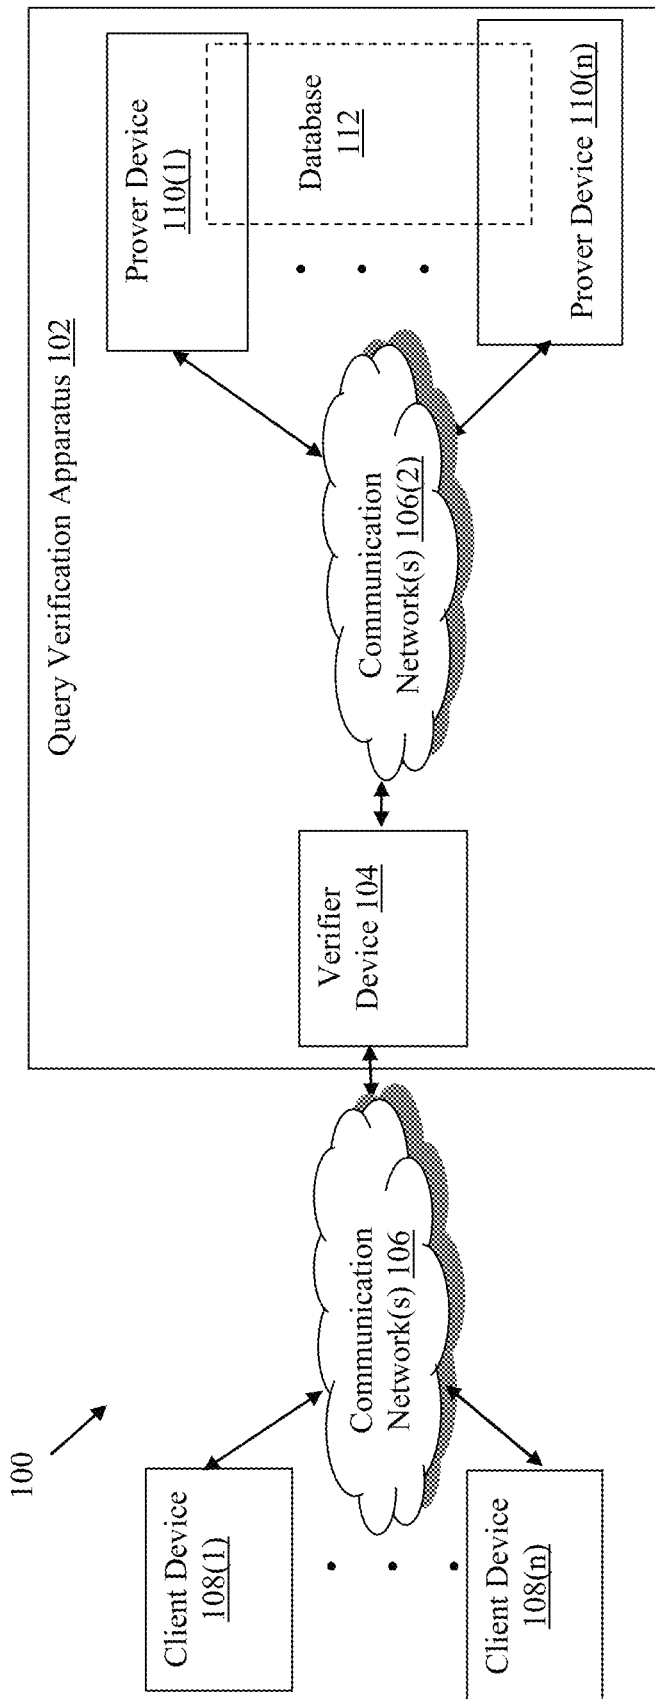 100
Query Verification Apparatus 102
Client Device
108(1)
Client Device
108(n)
Communication
Network(s) 106
Verifier
Device 104
Communication
Network(s) 106(2)
Prover Device
110(1)
Database
112
Prover Device 110(n)